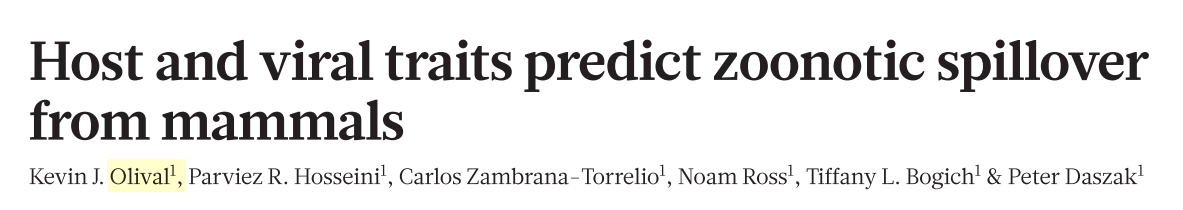 Host and viral traits predict zoonotic spillover
from mammals
Kevin J. Olival¹, Parviez R. Hosseini¹, Carlos Zambrana-Torrelio¹, Noam Ross¹, Tiffany L. Bogich¹ & Peter Daszak¹